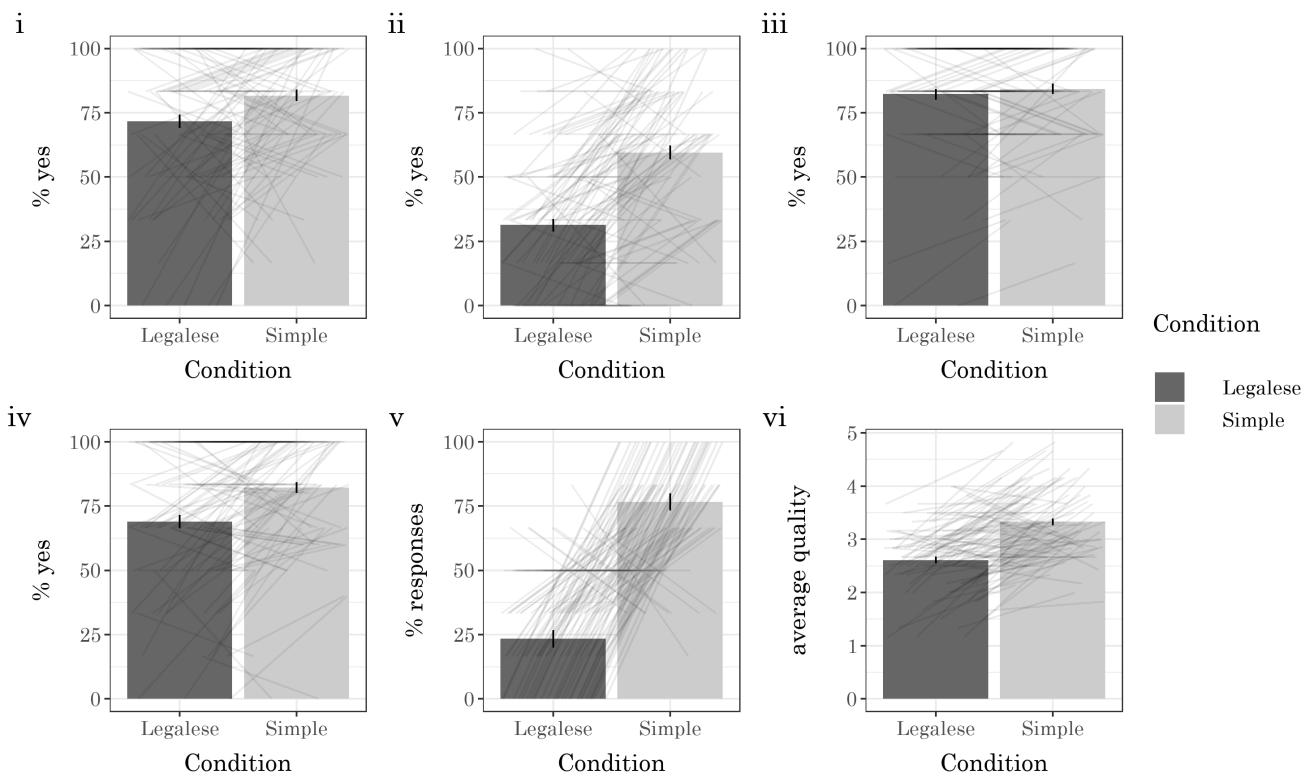 i
100
75
50
25
0
% yes
Legalese Simple
Condition
ii
100
75
50
25
0
% yes
Legalese Simple
Condition
iii
100
75
50
25
0
% yes
Legalese Simple
Condition
iv
100
75
50
25
0
% yes
Legalese Simple
Condition
v
100
75
50
25
0
% responses
Legalese Simple
Condition
vi
5
4
3
2
1
0
average quality
Legalese Simple
Condition
Condition
Legalese
Simple